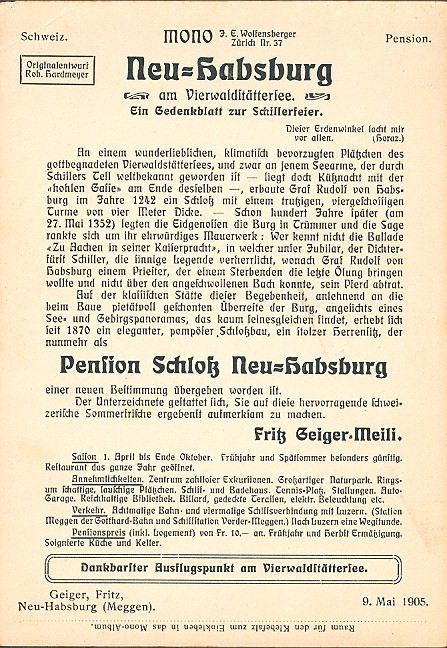 Schweiz. MONO J. E. Wolfensberger Zürich Nr. 37 Pension.
Originalentwurf
Rob. Hardmeyer
Neu=Habsburg
am Vierwaldstättersee.
Ein Gedenkblatt zur Schillerfeier.
Dieser Erdenwinkel lacht mir
vor allen. (Horaz.)
An einem wunderlieblichen, klimatisch bevorzugten Plätzchen des
gottbegnadeten Vierwaldstättersees, und zwar an jenem Seearme, der durch
Schillers Tell weltbekannt geworden ist — liegt doch Küßnacht mit der
«hohlen Gasse» am Ende desselben —, erbaute Graf Rudolf von Habs-
burg im Jahre 1242 ein Schloß mit einem trutzigen, viergeschossigen
Turme von vier Meter Dicke. — Schon hundert Jahre später (am
27. Mai 1352) legten die Eidgenossen die Burg in Trümmer und die Sage
rankte sich um ihr ehrwürdiges Mauerwerk: Wer kennt nicht die Ballade
«Zu Aachen in seiner Kaiserpracht», in welcher unser Jubilar, der Dichter-
fürst Schiller, die sinnige Legende verherrlicht, wonach Graf Rudolf von
Habsburg einem Priester, der einem Sterbenden die letzte Ölung bringen
wollte und nicht über den angeschwollenen Bach konnte, sein Pferd abtrat.
Auf der klassischen Stätte dieser Begebenheit, anlehnend an die
beim Baue pietätvoll geschonten Überreste der Burg, angesichts eines
See- und Gebirgspanoramas, das kaum seinesgleichen findet, erhebt sich
seit 1870 ein eleganter, pompöser Schloßbau, ein stolzer Herrensitz, der
nunmehr als
Pension Schloß Neu=Habsburg
einer neuen Bestimmung übergeben worden ist.
Der Unterzeichnete gestattet sich, Sie auf diese hervorragende schwei-
zerische Sommerfrische ergebenst aufmerksam zu machen.
Fritz Geiger-Meili.
Saison 1. April bis Ende Oktober. Frühjahr und Spätsommer besonders günstig.
Restaurant das ganze Jahr geöffnet.
Annehmlichkeiten. Zentrum zahlloser Exkursionen. Großartiger Naturpark. Rings-
um schattige, lauschige Plätzchen. Schiff- und Badehaus. Tennis-Platz. Stallungen. Auto-
Garage. Reichhaltige Bibliothek. Billard, gedeckte Terrassen, elektr. Beleuchtung etc.
Verkehr. Achtmalige Bahn- und viermalige Schiffsverbindung mit Luzern. (Station
Meggen der Gotthard-Bahn und Schiffstation Vorder-Meggen.) Nach Luzern eine Wegstunde.
Pensionspreis (inkl. Logement) von Fr. 10.— an. Frühjahr und Herbst Ermäßigung.
Soignierte Küche und Keller.
Dankbarster Ausflugspunkt am Vierwaldstättersee.
Geiger, Fritz,
Neu-Habsburg (Meggen). 9. Mai 1905.
Raum für den Klebefalz zum Einkleben in das Mono-Album.